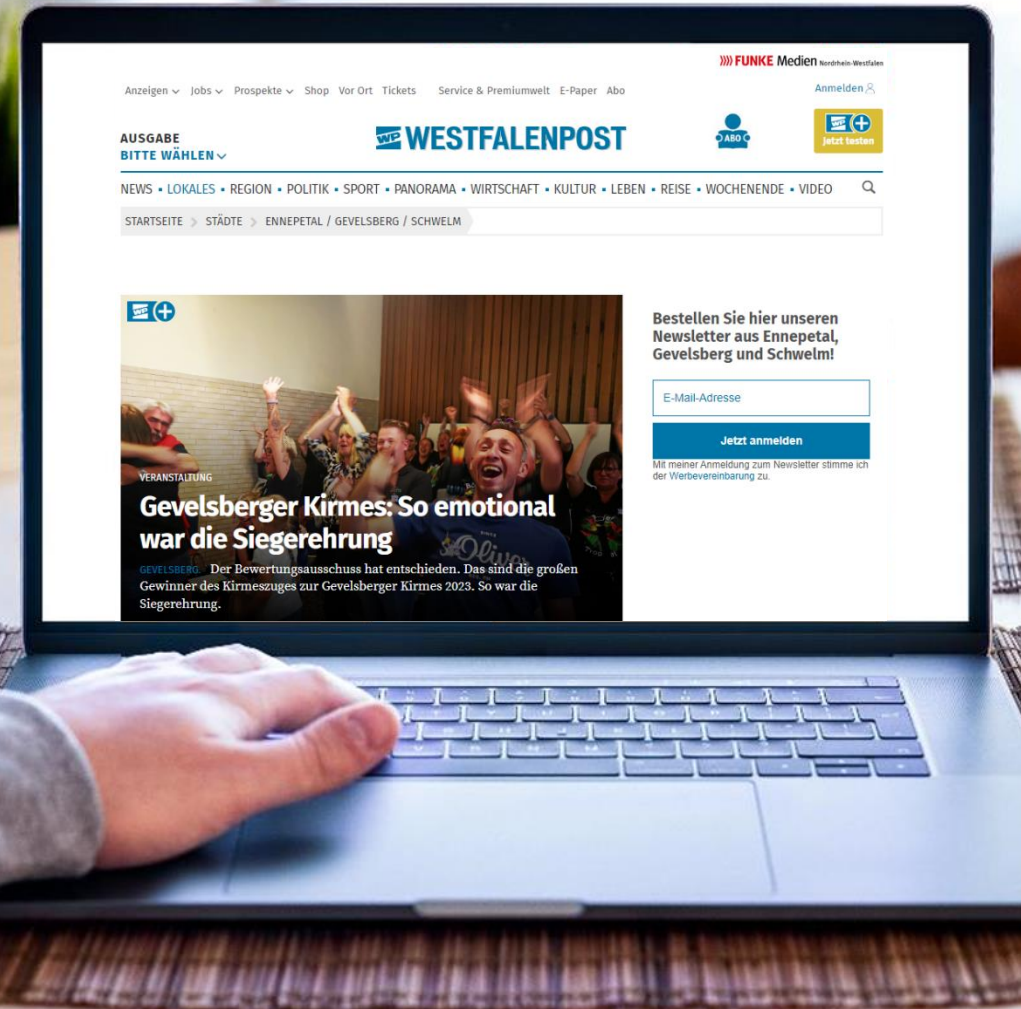 FUNKE Medien Nordrhein-Westfalen
Anzeigen Jobs Prospekte Shop Vor Ort Tickets Service & Premiumwelt E-Paper Abo Anmelden
AUSGABE
BITTE WÄHLEN
WP WESTFALENPOST
ABO
WP +
Jetzt testen
NEWS ▪ LOKALES ▪ REGION ▪ POLITIK ▪ SPORT ▪ PANORAMA ▪ WIRTSCHAFT ▪ KULTUR ▪ LEBEN ▪ REISE ▪ WOCHENENDE ▪ VIDEO
STARTSEITE > STÄDTE > ENNEPETAL / GEVELSBERG / SCHWELM
WP +
VERANSTALTUNG
Gevelsberger Kirmes: So emotional
war die Siegerehrung
Oliver
GEVELSBERG Der Bewertungsausschuss hat entschieden. Das sind die großen
Gewinner des Kirmeszuges zur Gevelsberger Kirmes 2023. So war die
Siegerehrung.
Bestellen Sie hier unseren
Newsletter aus Ennepetal,
Gevelsberg und Schwelm!
E-Mail-Adresse
Jetzt anmelden
Mit meiner Anmeldung zum Newsletter stimme ich
der Werbevereinbarung zu.